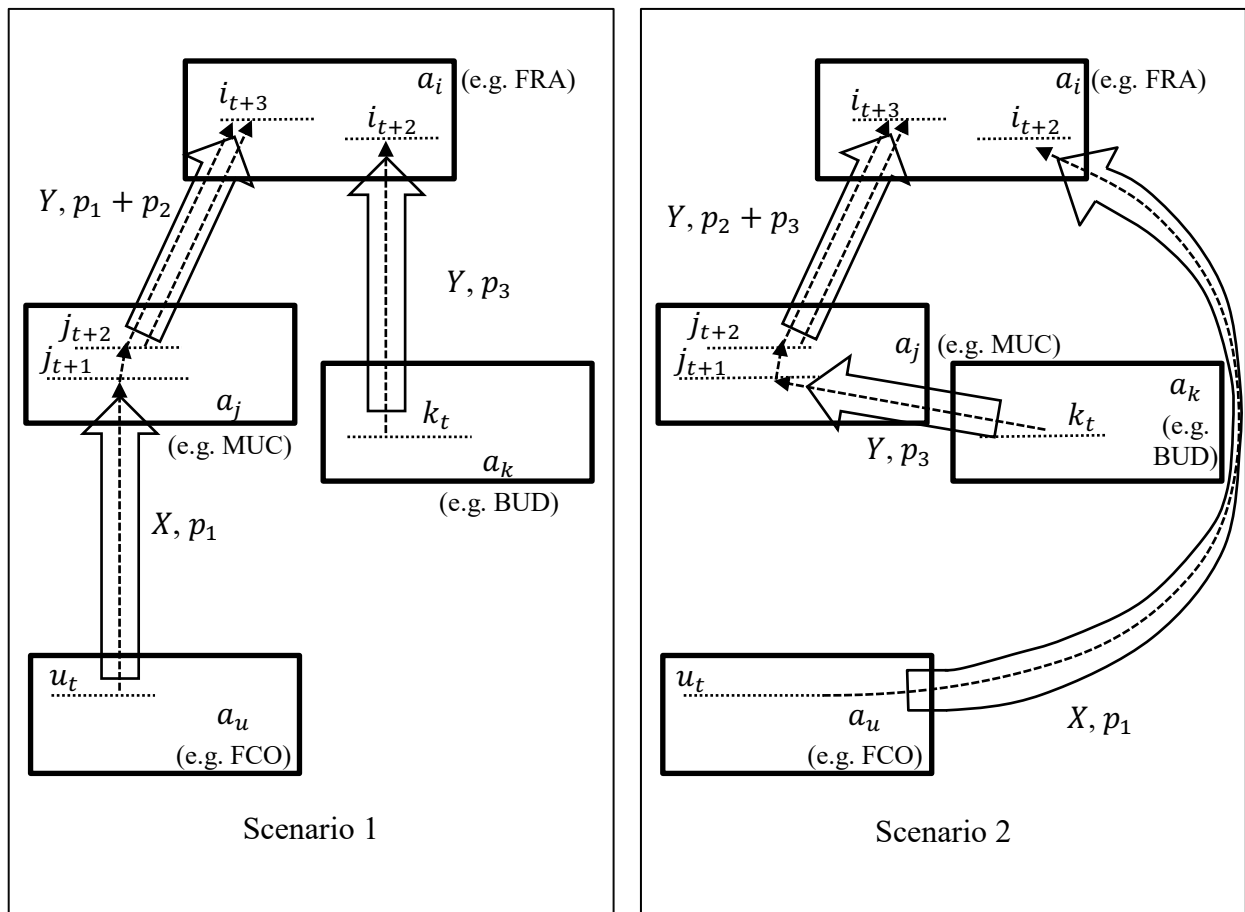 a_i (e.g. FRA)
i_{t+3}
i_{t+2}
Y, p_1 + p_2
Y, p_3
j_{t+2}
j_{t+1}
a_j
(e.g. MUC)
k_t
a_k
(e.g. BUD)
X, p_1
u_t
a_u
(e.g. FCO)
Scenario 1
a_i (e.g. FRA)
i_{t+3}
i_{t+2}
Y, p_2 + p_3
j_{t+2}
j_{t+1}
a_j (e.g. MUC)
a_k
(e.g.
BUD)
k_t
Y, p_3
u_t
a_u
(e.g. FCO)
X, p_1
Scenario 2